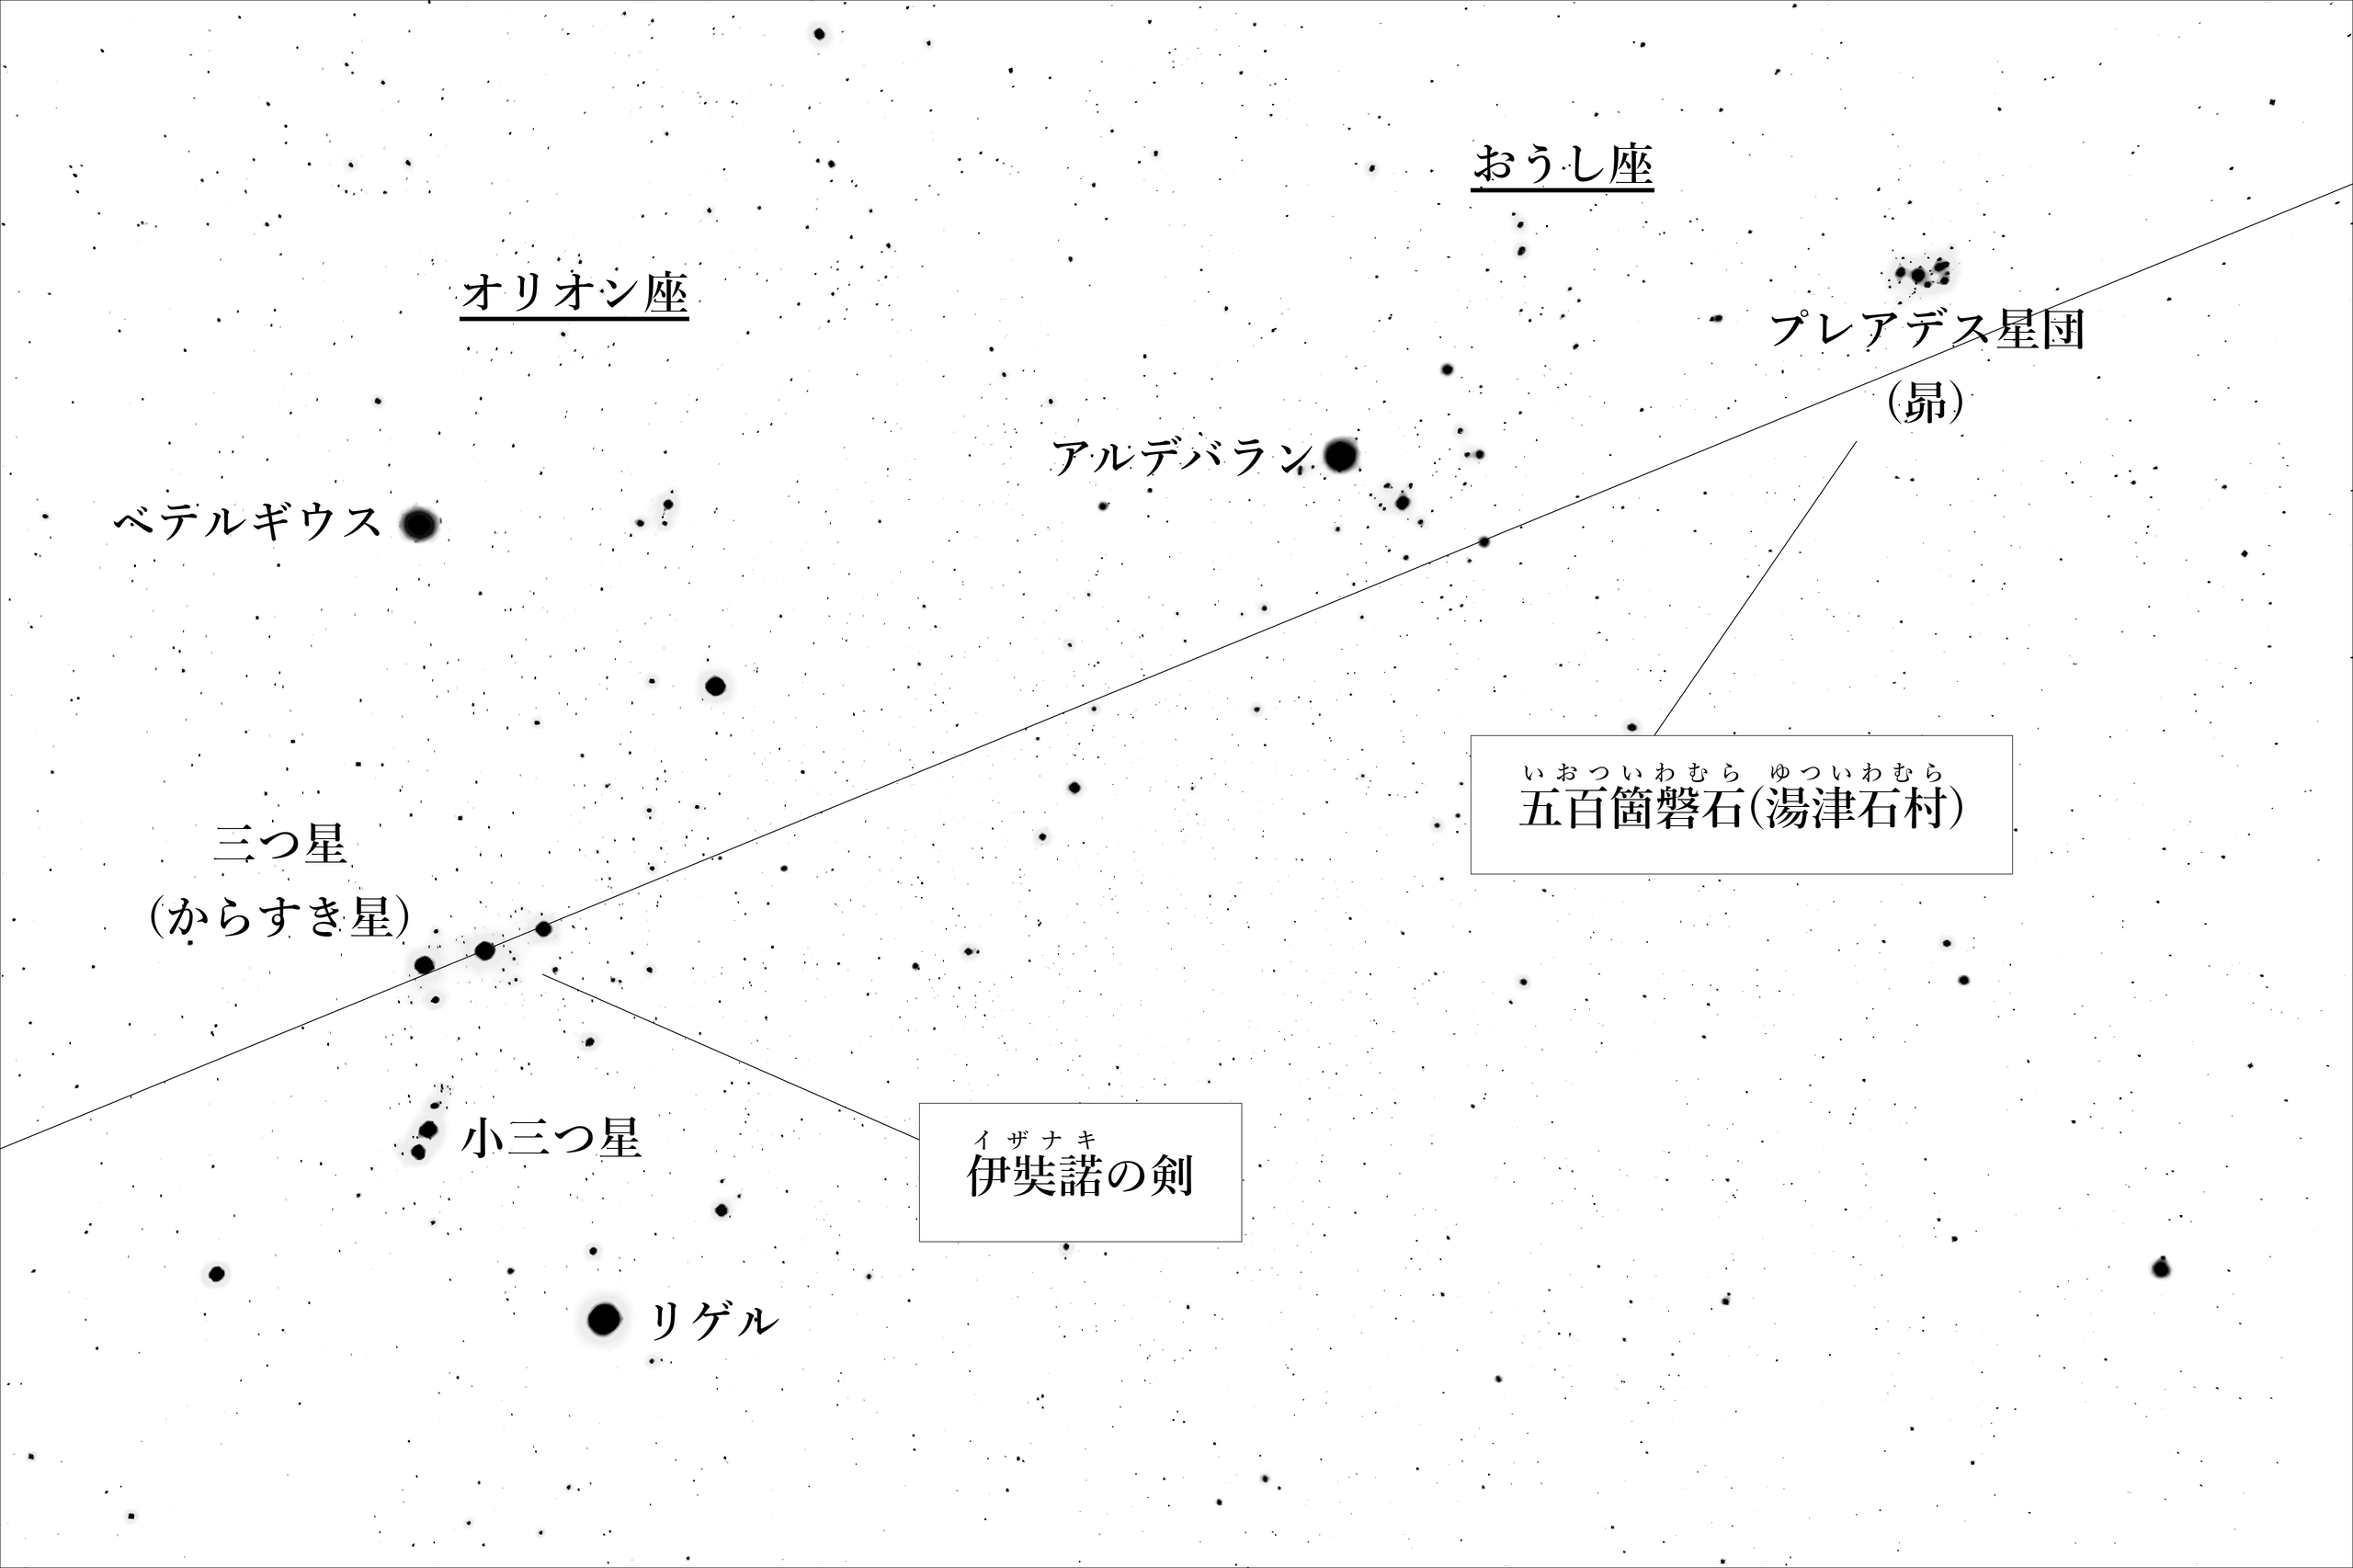 おうし座
オリオン座
プレアデス星団
(昴)
アルデバラン
ベテルギウス
いおついわむら ゆついわむら
五百箇磐石(湯津石村)
三つ星
(からすき星)
小三つ星
イザナキ
伊奘諾の剣
リゲル